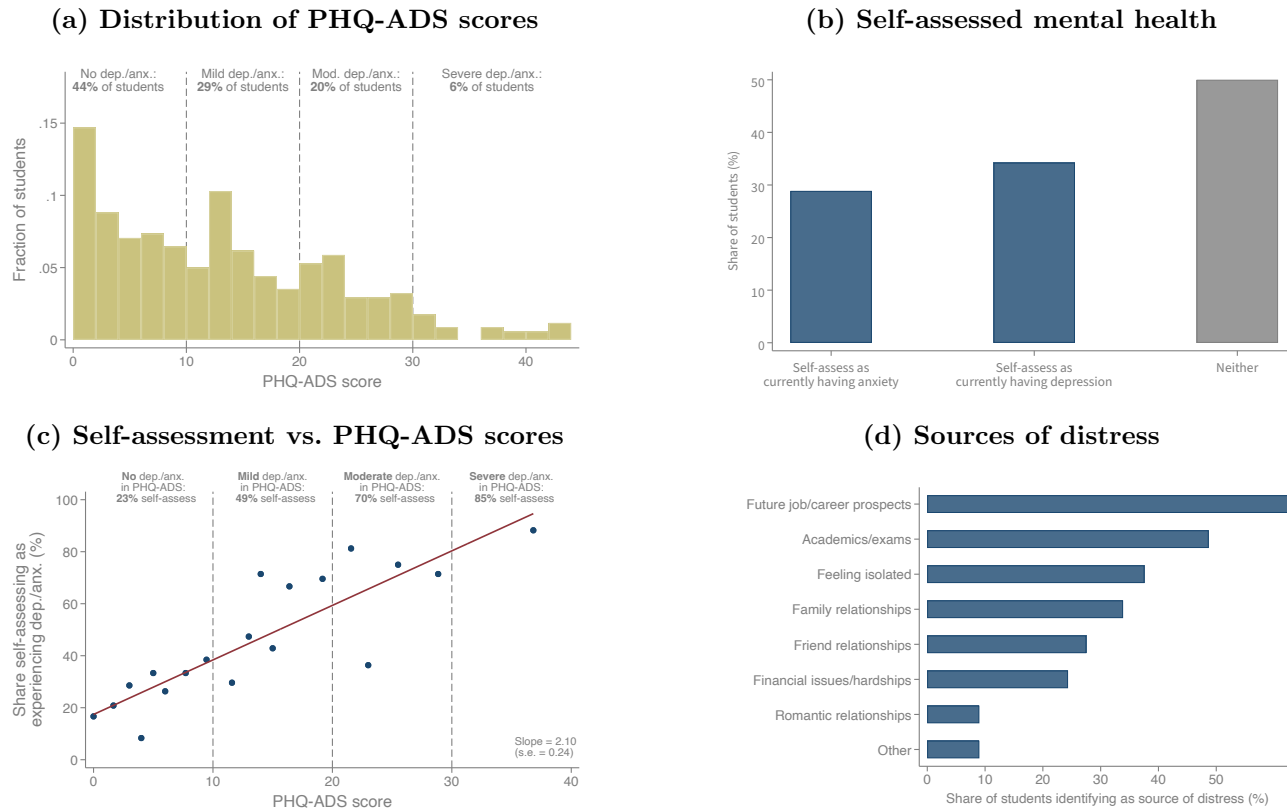 (a) Distribution of PHQ-ADS scores
No dep./anx.:
44% of students
Mild dep./anx.:
29% of students
Mod. dep./anx.:
20% of students
Severe dep./anx.:
6% of students
Fraction of students
.15
.1
.05
0
0
10
20
30
40
PHQ-ADS score
(b) Self-assessed mental health
Share of students (%)
50
40
30
20
10
0
Self-assess as
currently having anxiety
Self-assess as
currently having depression
Neither
(c) Self-assessment vs. PHQ-ADS scores
No dep./anx.
in PHQ-ADS:
23% self-assess
Mild dep./anx.
in PHQ-ADS:
49% self-assess
Moderate dep./anx.
in PHQ-ADS:
70% self-assess
Severe dep./anx.
in PHQ-ADS:
85% self-assess
Share self-assessing as
experiencing dep./anx. (%)
100
80
60
40
20
0
Slope = 2.10
(s.e. = 0.24)
0
10
20
30
40
PHQ-ADS score
(d) Sources of distress
Future job/career prospects
Academics/exams
Feeling isolated
Family relationships
Friend relationships
Financial issues/hardships
Romantic relationships
Other
0
10
20
30
40
50
Share of students identifying as source of distress (%)